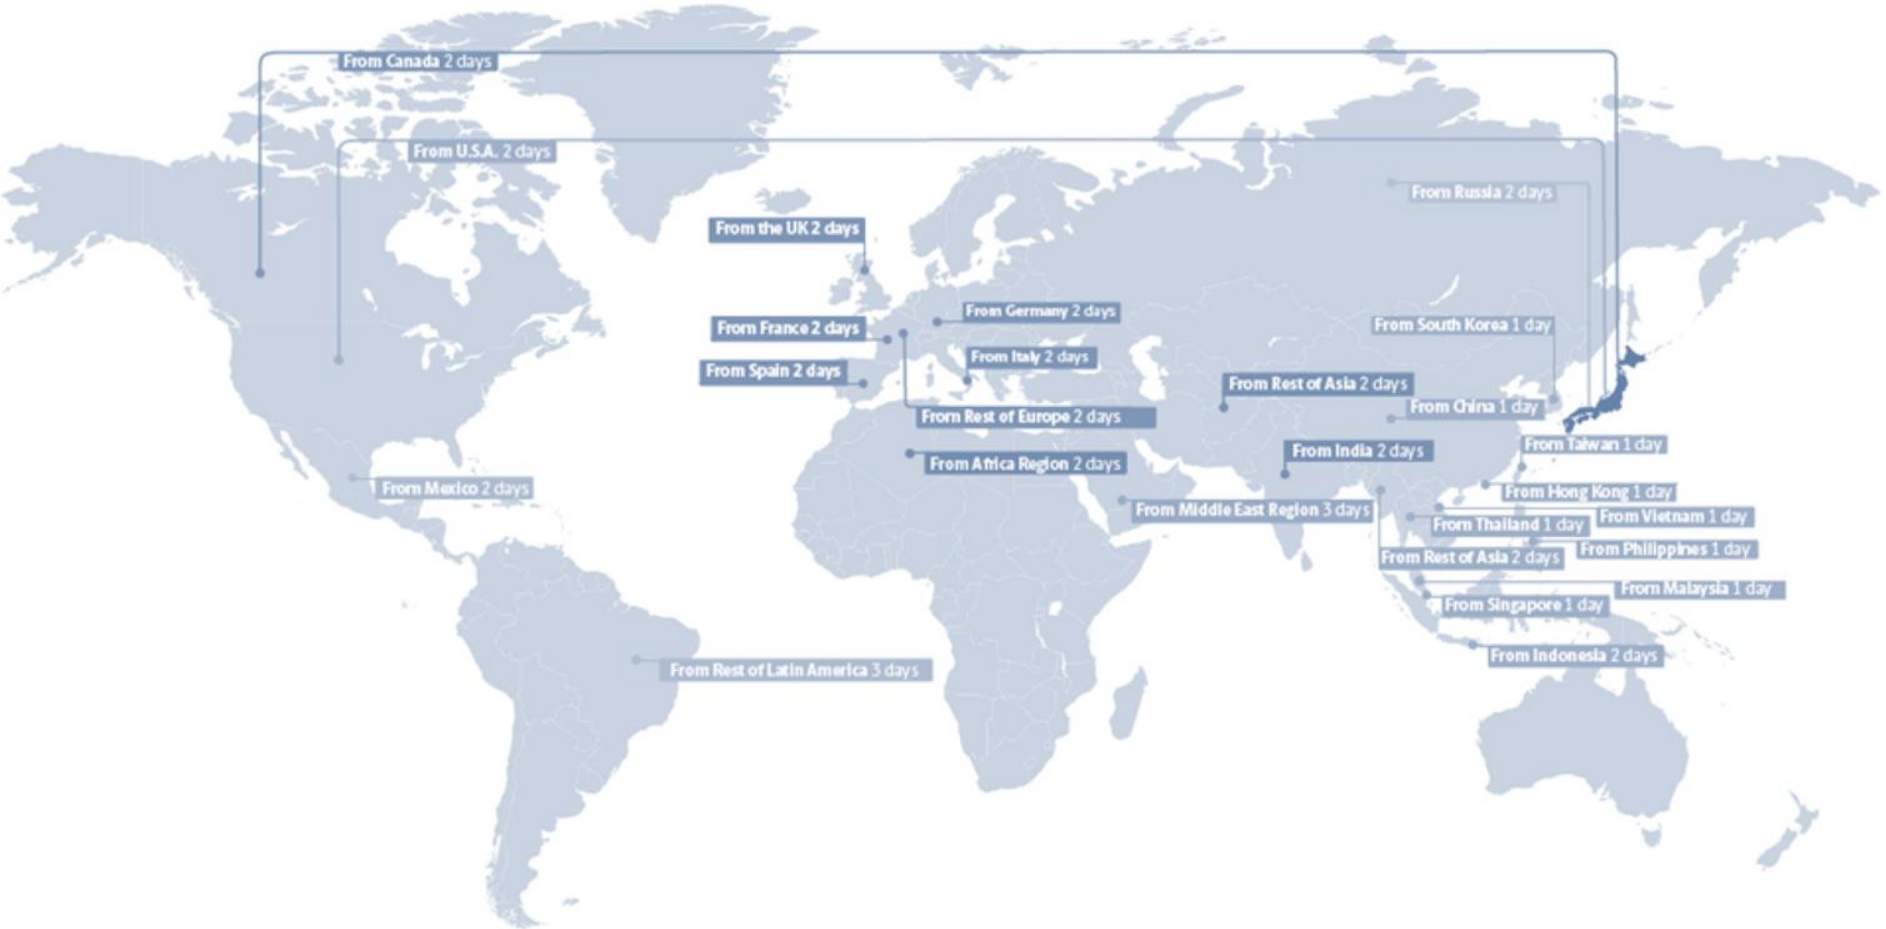 From Canada 2 days
From U.S.A. 2 days
From Russia 2 days
From the UK 2 days
From Germany 2 days
From France 2 days
From South Korea 1 day
From Italy 2 days
From Spain 2 days
From Rest of Asia 2 days
From China 1 day
From Rest of Europe 2 days
From Taiwan 1 day
From India 2 days
From Africa Region 2 days
From Mexico 2 days
From Hong Kong 1 day
From Middle East Region 3 days
From Vietnam 1 day
From Thailand 1 day
From Philippines 1 day
From Rest of Asia 2 days
From Malaysia 1 day
From Singapore 1 day
From Indonesia 2 days
From Rest of Latin America 3 days